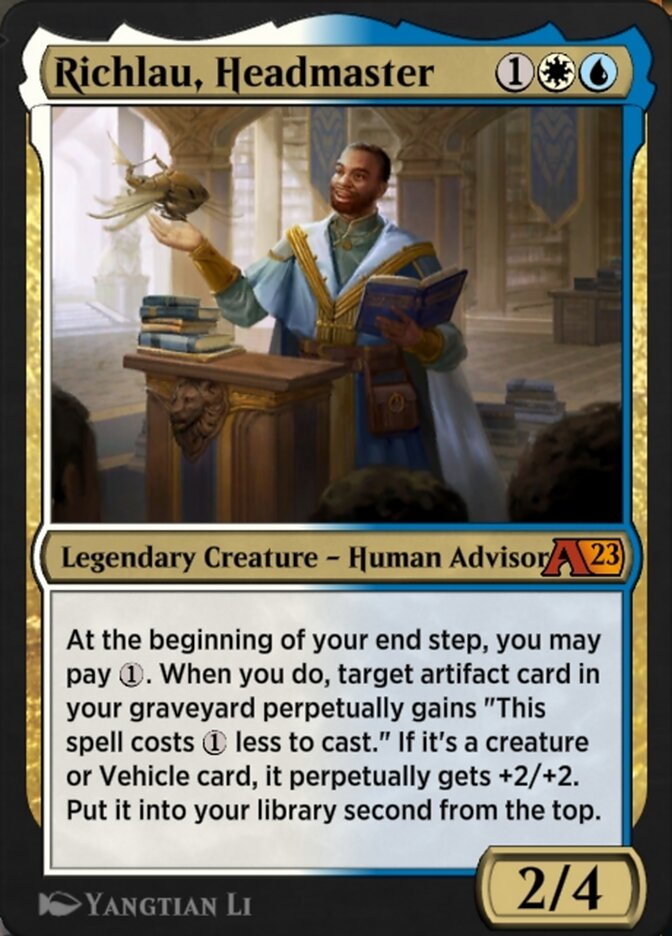 Richlau, Headmaster 1
Legendary Creature – Human Advisor A23
At the beginning of your end step, you may
pay 1. When you do, target artifact card in
your graveyard perpetually gains "This
spell costs 1 less to cast." If it's a creature
or Vehicle card, it perpetually gets +2/+2.
Put it into your library second from the top.
2/4
Yangtian Li